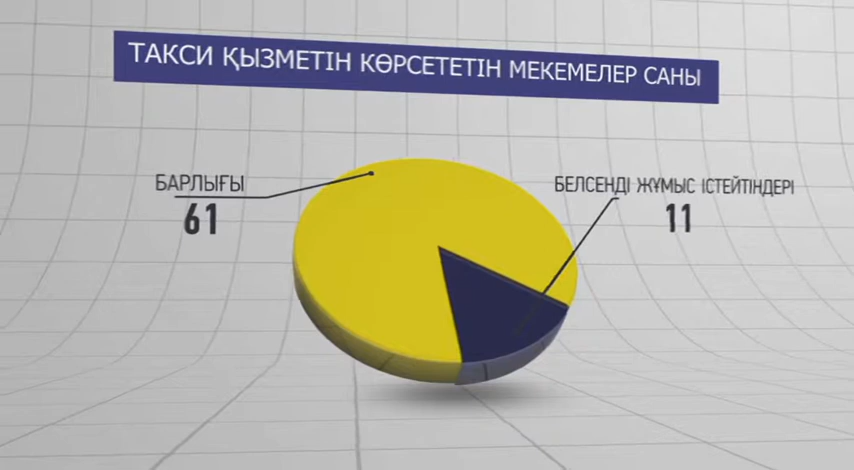 ТАКСИ ҚЫЗМЕТІН КӨРСЕТЕТІН МЕКЕМЕЛЕР САНЫ
БАРЛЫҒЫ
61
БЕЛСЕНДІ ЖҰМЫС ІСТЕЙТІНДЕРІ
11